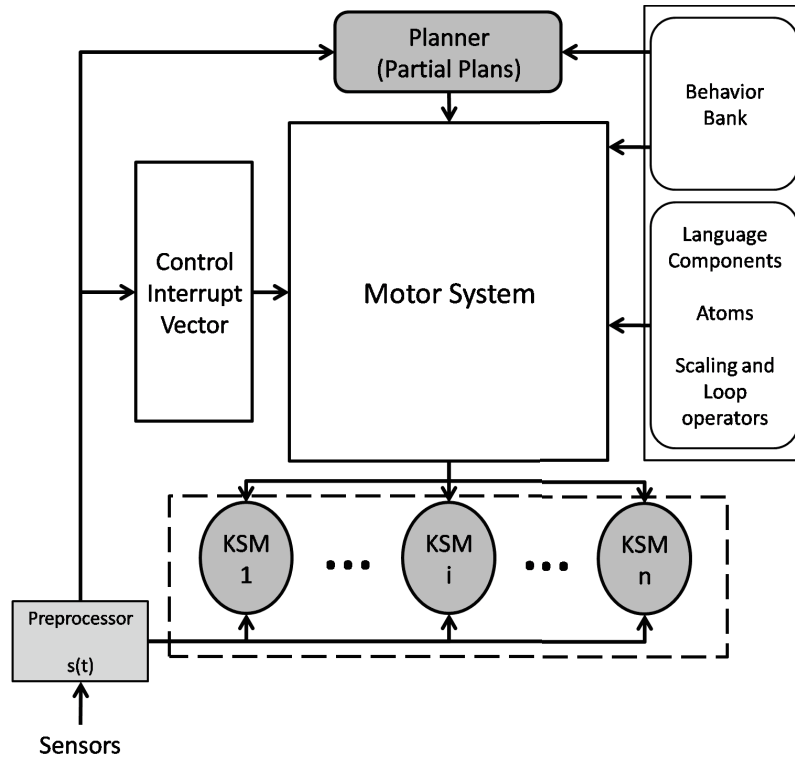 Planner
(Partial Plans)
Behavior
Bank
Control
Interrupt
Vector
Motor System
Language
Components
Atoms
Scaling and
Loop
operators
KSM
1
KSM
i
KSM
n
Preprocessor
s(t)
Sensors